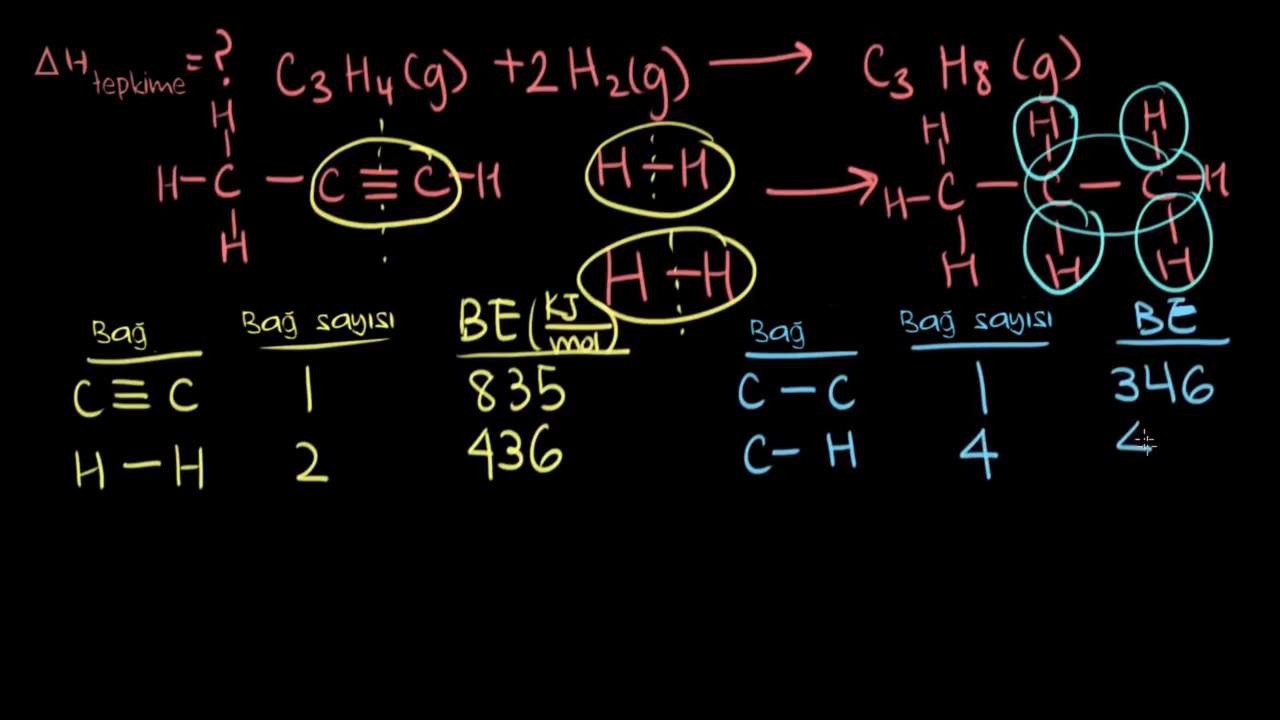 ΔH tepkime = ? C₃H₄(g) + 2H₂(g) → C₃H₈(g)
H H H H
H−C−C≡C−H H−H → H−C−C−C−H
H H−H H H H
Bağ Bağ sayısı BE (KJ/mol) Bağ Bağ sayısı BE
C≡C 1 835 C−C 1 346
H−H 2 436 C−H 4 4